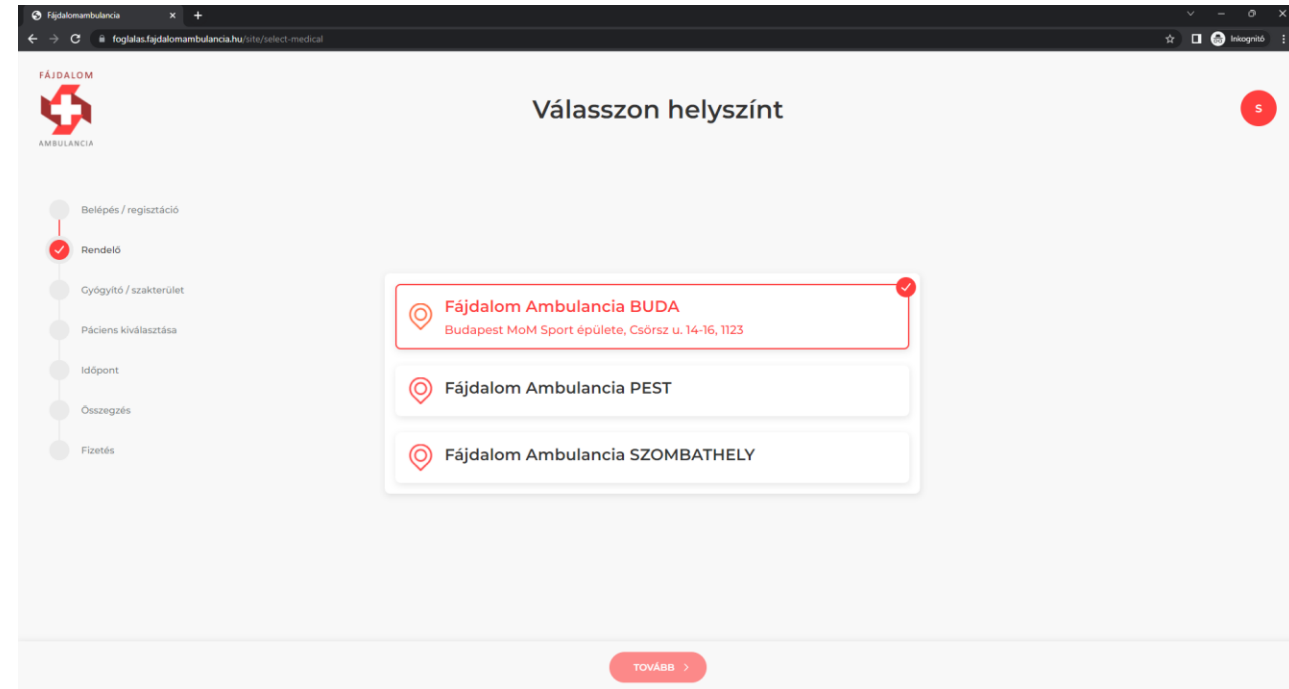 Fájdalomambulancia
foglalas.fajdalomambulancia.hu/site/select-medical
Inkognitó
FÁJDALOM
AMBULANCIA
Válasszon helyszínt
S
Belépés / regisztáció
Rendelő
Gyógyító / szakterület
Páciens kiválasztása
Időpont
Összegzés
Fizetés
Fájdalom Ambulancia BUDA
Budapest MoM Sport épülete, Csörsz u. 14-16, 1123
Fájdalom Ambulancia PEST
Fájdalom Ambulancia SZOMBATHELY
TOVÁBB